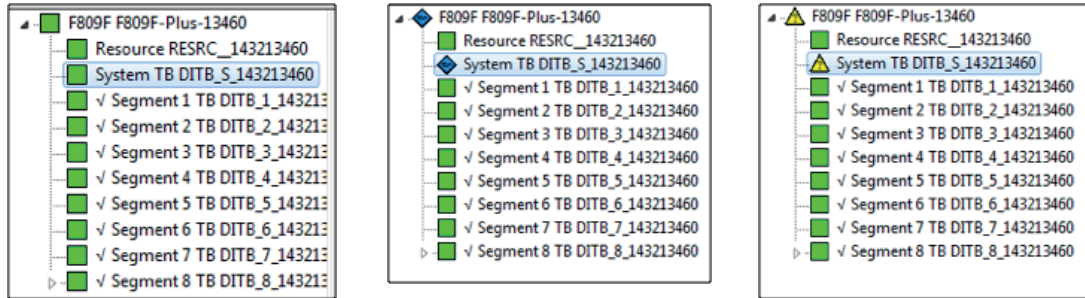 F809F F809F-Plus-13460
Resource RESRC__143213460
System TB DITB_S_143213460
√ Segment 1 TB DITB_1_143213
√ Segment 2 TB DITB_2_143213
√ Segment 3 TB DITB_3_143213
√ Segment 4 TB DITB_4_143213
√ Segment 5 TB DITB_5_143213
√ Segment 6 TB DITB_6_143213
√ Segment 7 TB DITB_7_143213
√ Segment 8 TB DITB_8_143213
F809F F809F-Plus-13460
Resource RESRC__143213460
System TB DITB_S_143213460
√ Segment 1 TB DITB_1_143213460
√ Segment 2 TB DITB_2_143213460
√ Segment 3 TB DITB_3_143213460
√ Segment 4 TB DITB_4_143213460
√ Segment 5 TB DITB_5_143213460
√ Segment 6 TB DITB_6_143213460
√ Segment 7 TB DITB_7_143213460
√ Segment 8 TB DITB_8_143213460
F809F F809F-Plus-13460
Resource RESRC__143213460
System TB DITB_S_143213460
√ Segment 1 TB DITB_1_143213460
√ Segment 2 TB DITB_2_143213460
√ Segment 3 TB DITB_3_143213460
√ Segment 4 TB DITB_4_143213460
√ Segment 5 TB DITB_5_143213460
√ Segment 6 TB DITB_6_143213460
√ Segment 7 TB DITB_7_143213460
√ Segment 8 TB DITB_8_143213460